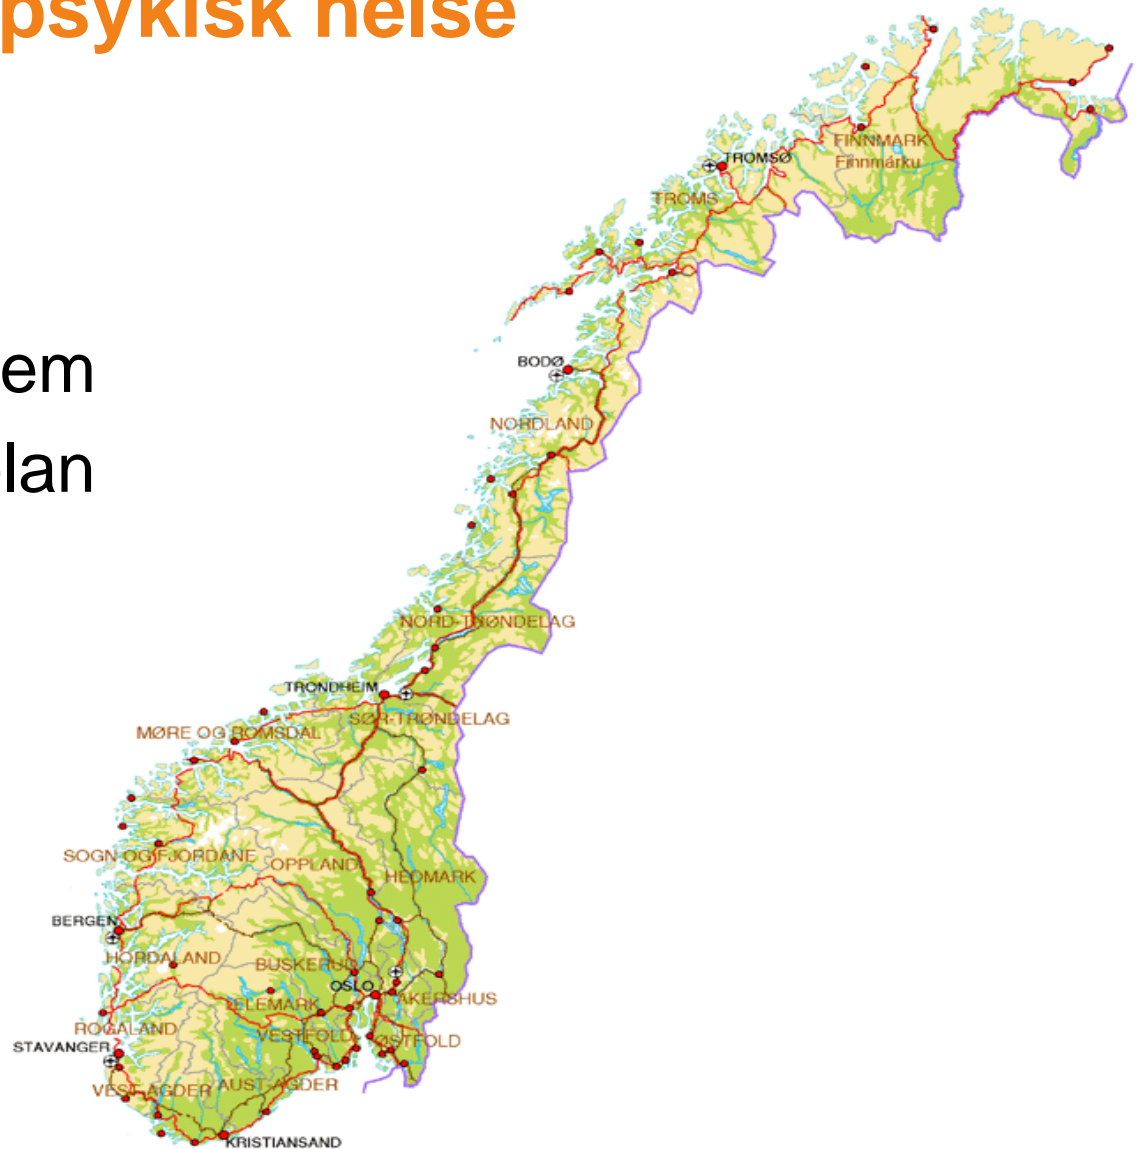 psykisk helse
FINNMARK
Finnmárku
TROMSØ
TROMS
em
BODØ
NORDLAND
lan
NORD-TRØNDELAG
TRONDHEIM
SØR-TRØNDELAG
MØRE OG ROMSDAL
SOGN OG FJORDANE
OPPLAND
HEDMARK
BERGEN
HORDALAND
BUSKERUD
OSLO
AKERSHUS
TELEMARK
ROGALAND
VESTFOLD
ØSTFOLD
STAVANGER
VEST-AGDER
AUST-AGDER
KRISTIANSAND